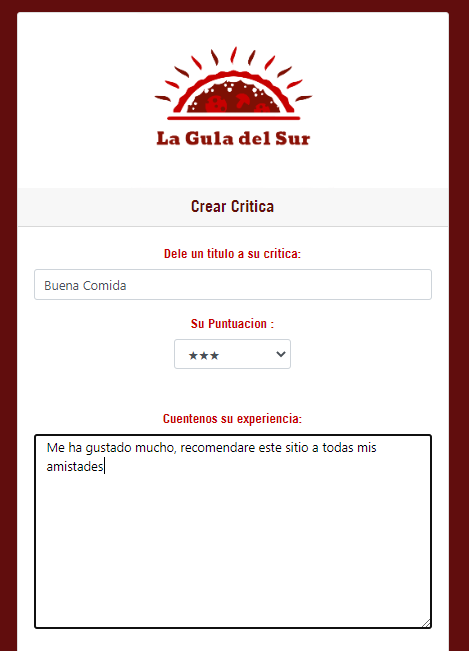 La Gula del Sur
Crear Critica
Dele un titulo a su critica:
Buena Comida
Su Puntuacion :
★★★
Cuentenos su experiencia:
Me ha gustado mucho, recomendare este sitio a todas mis
amistades